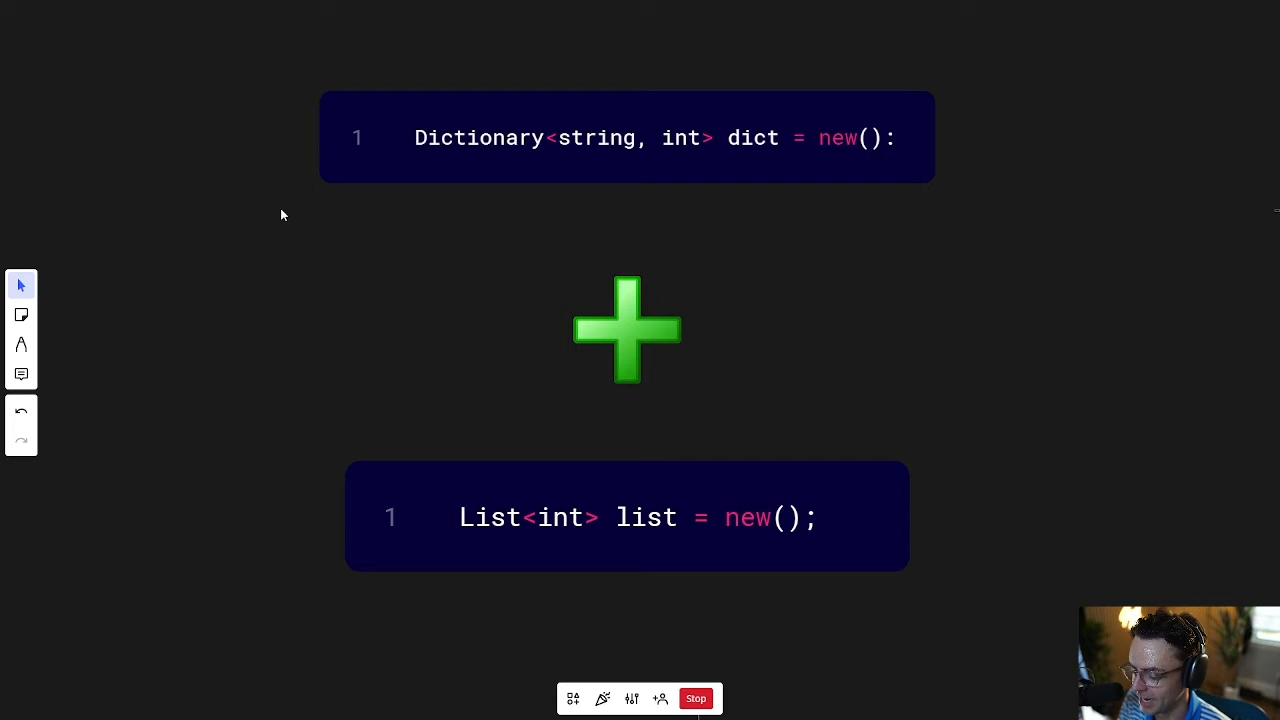 1 Dictionary<string, int> dict = new():
1 List<int> list = new();
Stop